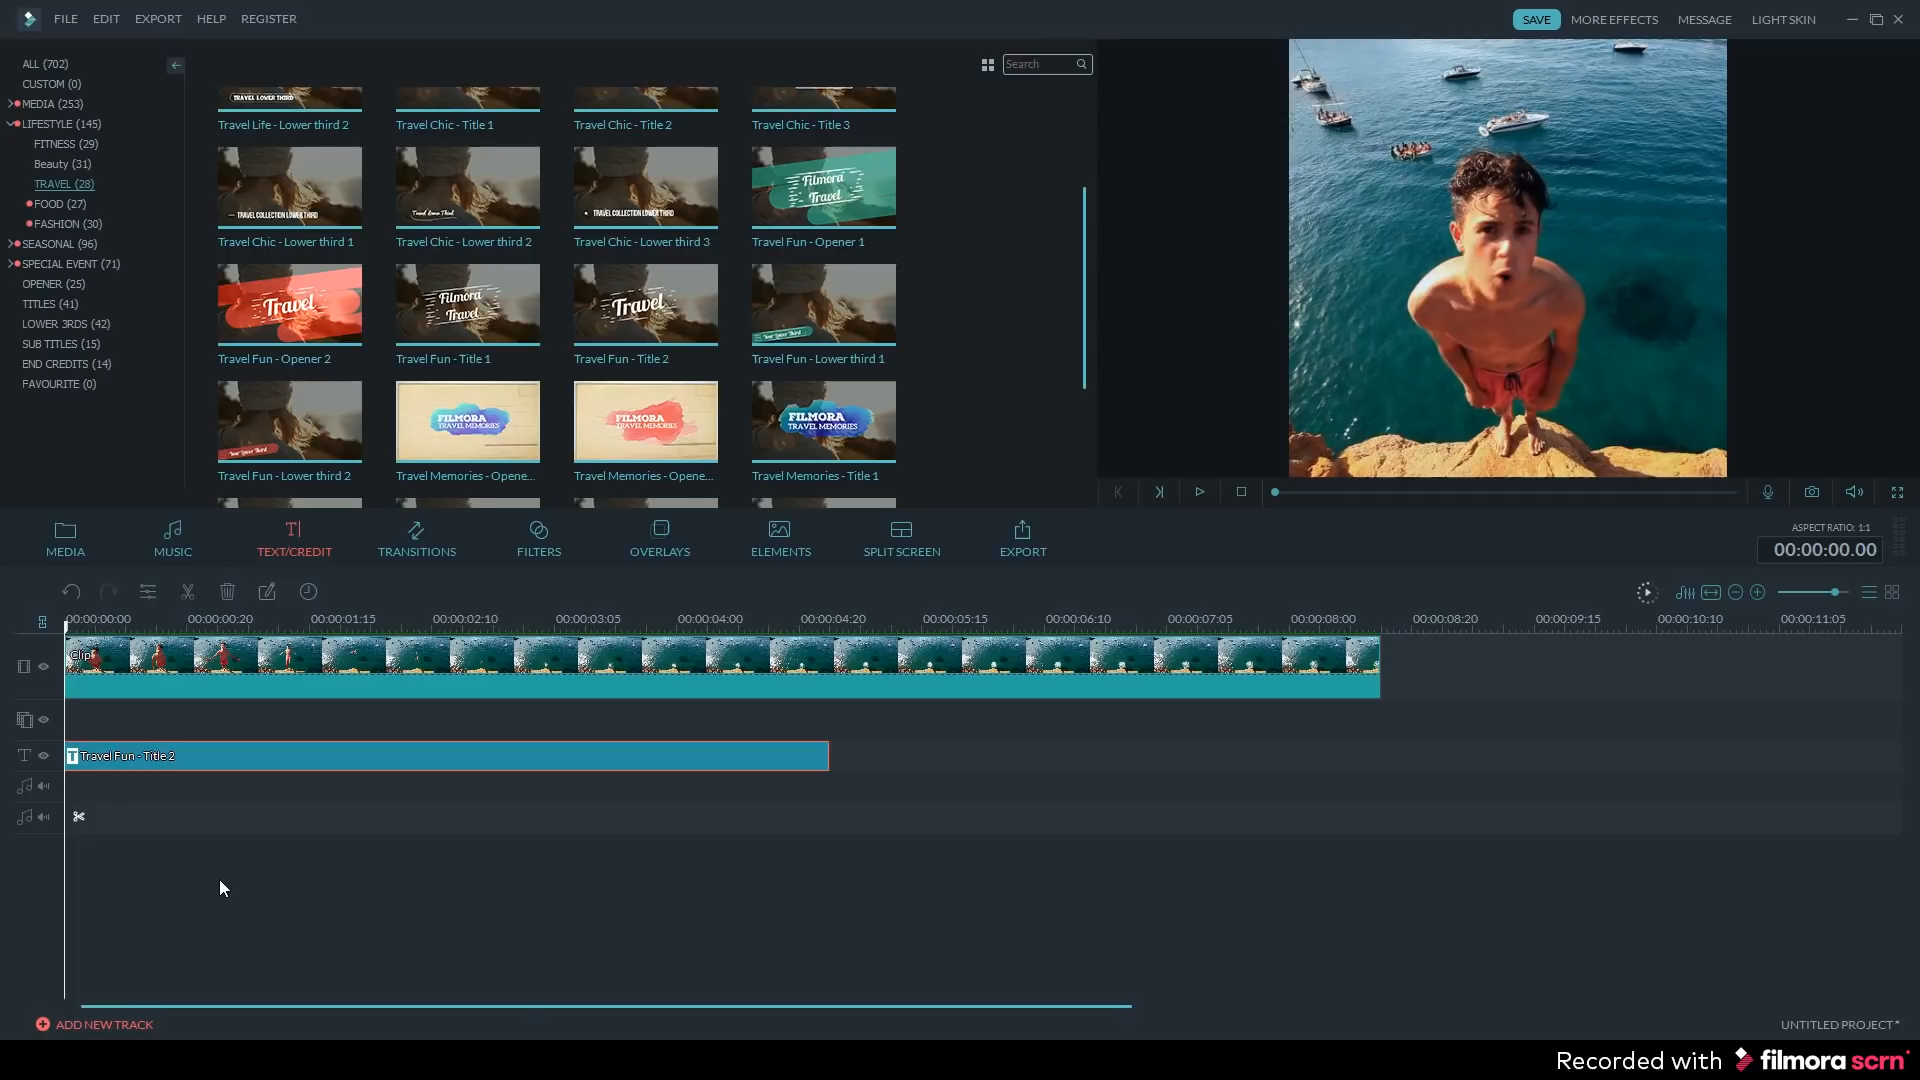 FILE EDIT EXPORT HELP REGISTER
SAVE MORE EFFECTS MESSAGE LIGHT SKIN
ALL (702)
CUSTOM (0)
MEDIA (253)
LIFESTYLE (145)
FITNESS (29)
Beauty (31)
TRAVEL (28)
FOOD (27)
FASHION (30)
SEASONAL (96)
SPECIAL EVENT (71)
OPENER (25)
TITLES (41)
LOWER 3RDS (42)
SUB TITLES (15)
END CREDITS (14)
FAVOURITE (0)
Search
TRAVEL LOWER THIRD
Travel Life - Lower third 2 Travel Chic - Title 1 Travel Chic - Title 2 Travel Chic - Title 3
TRAVEL COLLECTION LOWER THIRD
Travel Lower Third
TRAVEL COLLECTION LOWER THIRD
Filmora
Travel
Travel Chic - Lower third 1 Travel Chic - Lower third 2 Travel Chic - Lower third 3 Travel Fun - Opener 1
Travel
Filmora
Travel
Travel
Your Lower Third
Travel Fun - Opener 2 Travel Fun - Title 1 Travel Fun - Title 2 Travel Fun - Lower third 1
Your Lower Third
FILMORA
TRAVEL MEMORIES
FILMORA
TRAVEL MEMORIES
FILMORA
TRAVEL MEMORIES
Travel Fun - Lower third 2 Travel Memories - Opene... Travel Memories - Opene... Travel Memories - Title 1
MEDIA MUSIC TEXT/CREDIT TRANSITIONS FILTERS OVERLAYS ELEMENTS SPLIT SCREEN EXPORT
ASPECT RATIO: 1:1
00:00:00.00
00:00:00:00 00:00:00:20 00:00:01:15 00:00:02:10 00:00:03:05 00:00:04:00 00:00:04:20 00:00:05:15 00:00:06:10 00:00:07:05 00:00:08:00 00:00:08:20 00:00:09:15 00:00:10:10 00:00:11:05
Clip
T Travel Fun - Title 2
ADD NEW TRACK
UNTITLED PROJECT *
Recorded with filmora scrn